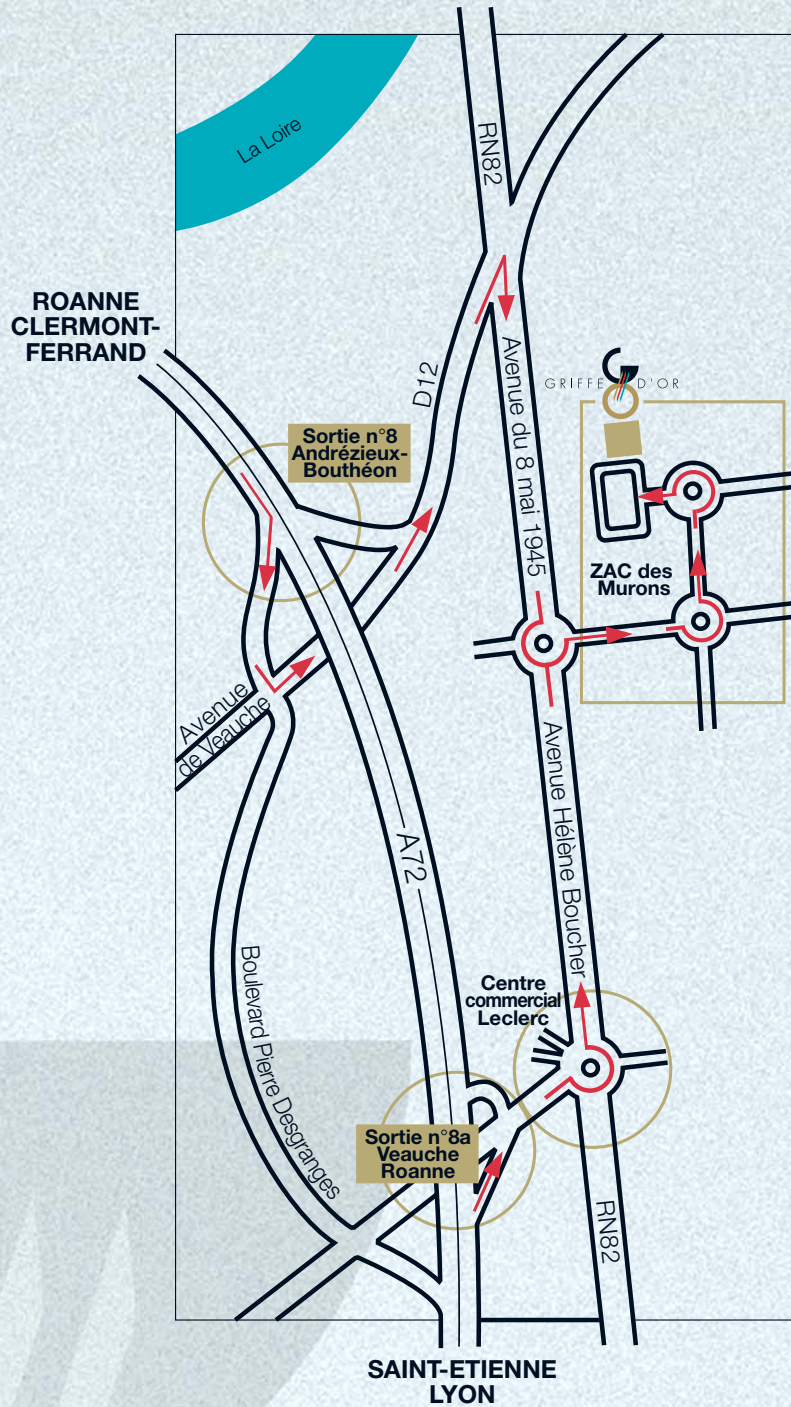 La Loire
RN82
ROANNE
CLERMONT-
FERRAND
D12
GRIFFE D'OR
Sortie n°8
Andrézieux-
Bouthéon
Avenue du 8 mai 1945
ZAC des
Murons
Avenue
de Veauche
Avenue Hélène Boucher
A72
Boulevard Pierre Desgranges
Centre
commercial
Leclerc
Sortie n°8a
Veauche
Roanne
RN82
SAINT-ETIENNE
LYON